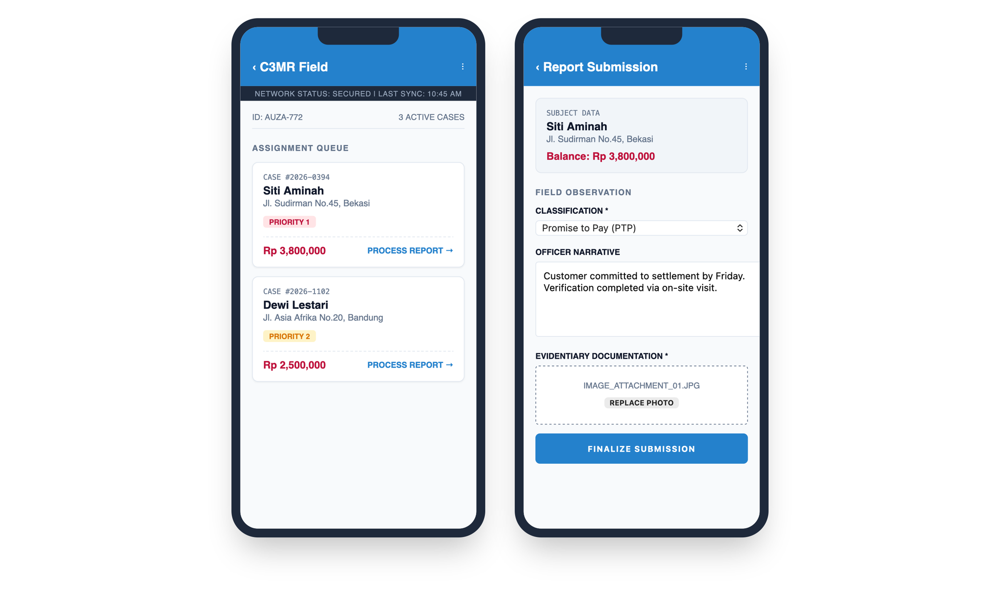 ‹ C3MR Field
NETWORK STATUS: SECURED | LAST SYNC: 10:45 AM
ID: AUZA-772
3 ACTIVE CASES
ASSIGNMENT QUEUE
CASE #2026-0394
Siti Aminah
Jl. Sudirman No.45, Bekasi
PRIORITY 1
Rp 3,800,000
PROCESS REPORT →
CASE #2026-1102
Dewi Lestari
Jl. Asia Afrika No.20, Bandung
PRIORITY 2
Rp 2,500,000
PROCESS REPORT →
‹ Report Submission
SUBJECT DATA
Siti Aminah
Jl. Sudirman No.45, Bekasi
Balance: Rp 3,800,000
FIELD OBSERVATION
CLASSIFICATION *
Promise to Pay (PTP)
OFFICER NARRATIVE
Customer committed to settlement by Friday.
Verification completed via on-site visit.
EVIDENTIARY DOCUMENTATION *
IMAGE_ATTACHMENT_01.JPG
REPLACE PHOTO
FINALIZE SUBMISSION